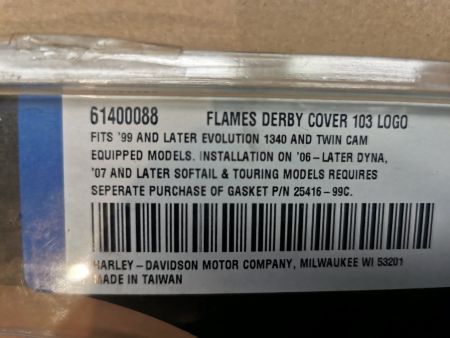 61400088 FLAMES DERBY COVER 103 LOGO
FITS '99 AND LATER EVOLUTION 1340 AND TWIN CAM
EQUIPPED MODELS. INSTALLATION ON '06-LATER DYNA,
'07 AND LATER SOFTAIL & TOURING MODELS REQUIRES
SEPERATE PURCHASE OF GASKET P/N 25416-99C.
HARLEY-DAVIDSON MOTOR COMPANY, MILWAUKEE WI 53201
MADE IN TAIWAN